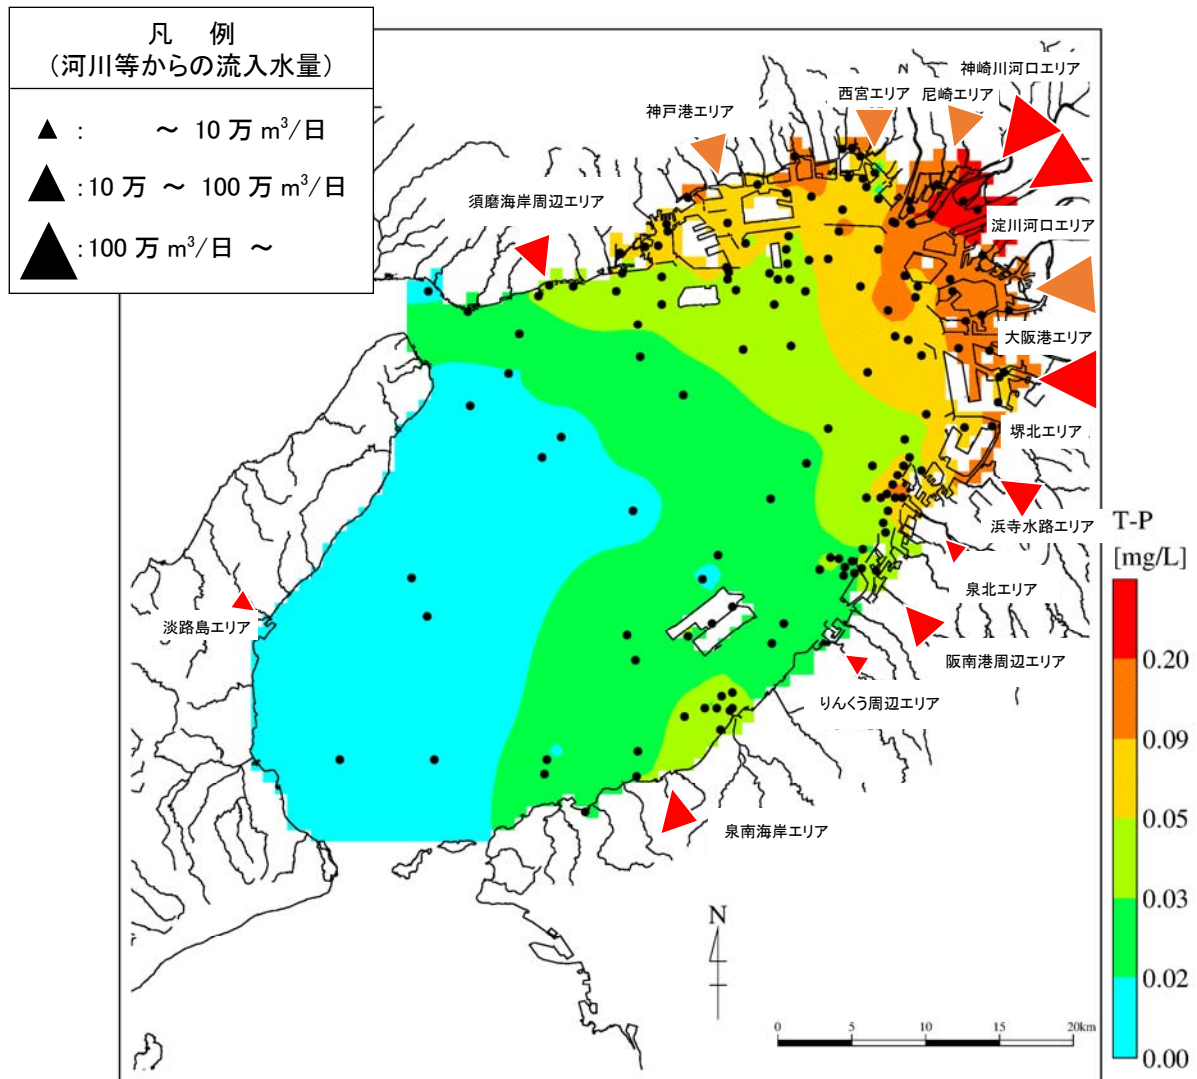 凡 例
(河川等からの流入水量)
▲ : ~ 10 万 m³/日
▲ : 10 万 ~ 100 万 m³/日
▲ : 100 万 m³/日 ~
神崎川河口エリア
西宮エリア
尼崎エリア
N
神戸港エリア
須磨海岸周辺エリア
淀川河口エリア
大阪港エリア
堺北エリア
浜寺水路エリア
泉北エリア
淡路島エリア
阪南港周辺エリア
りんくう周辺エリア
泉南海岸エリア
T-P
[mg/L]
0.20
0.09
0.05
0.03
0.02
0.00
N
0 5 10 15 20km